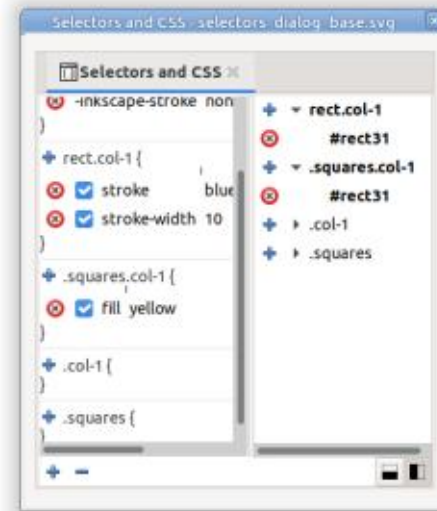 Selectors and CSS - selectors_dialog_base.svg
Selectors and CSS
-inkscape-stroke non
}
rect.col-1 {
stroke blue
stroke-width 10
}
.squares.col-1 {
fill yellow
}
.col-1 {
}
.squares {
}
rect.col-1
#rect31
.squares.col-1
#rect31
.col-1
.squares